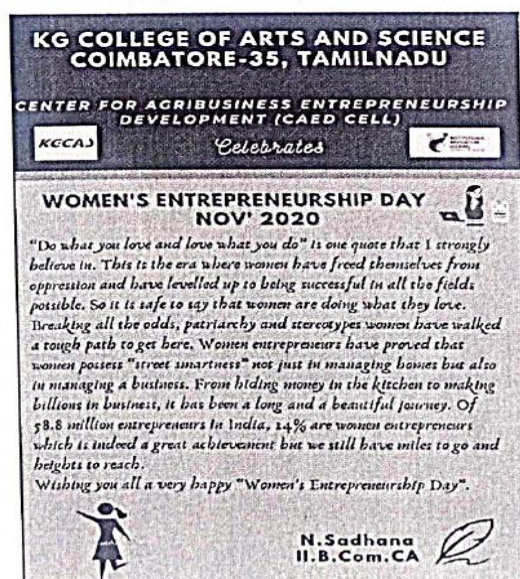 KG COLLEGE OF ARTS AND SCIENCE
COIMBATORE-35, TAMILNADU
CENTER FOR AGRIBUSINESS ENTREPRENEURSHIP
DEVELOPMENT (CAED CELL)
KGCAS
Celebrates
WOMEN'S ENTREPRENEURSHIP DAY
NOV' 2020
"Do what you love and love what you do" is one quote that I strongly
believe in. This is the era where women have freed themselves from
oppression and have levelled up to being successful in all the fields
possible. So it is safe to say that women are doing what they love.
Breaking all the odds, patriarchy and stereotypes women have walked
a tough path to get here. Women entrepreneurs have proved that
women possess "street smartness" not just in managing homes but also
in managing a business. From hiding money in the kitchen to making
billions in business, it has been a long and a beautiful journey. Of
58.8 million entrepreneurs in India, 14% are women entrepreneurs
which is indeed a great achievement but we still have miles to go and
heights to reach.
Wishing you all a very happy "Women's Entrepreneurship Day".
N.Sadhana
II.B.Com.CA